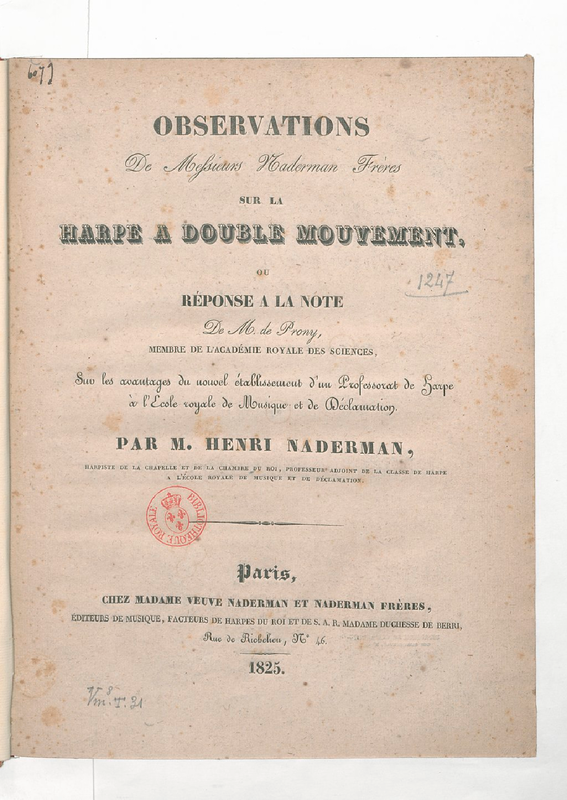 OBSERVATIONS
De Messieurs Naderman Frères
SUR LA
HARPE A DOUBLE MOUVEMENT,
OU
1247
RÉPONSE A LA NOTE
De M. de Prony,
MEMBRE DE L'ACADÉMIE ROYALE DES SCIENCES,
Sur les avantages du nouvel établissement d'un Professorat de Harpe
à l'École royale de Musique et de Déclamation.
PAR M. HENRI NADERMAN,
HARPISTE DE LA CHAPELLE ET DE LA CHAMBRE DU ROI, PROFESSEUR ADJOINT DE LA CLASSE DE HARPE
A L'ÉCOLE ROYALE DE MUSIQUE ET DE DÉCLAMATION.
BIBLIOTHEQUE ROYALE
Paris,
CHEZ MADAME VEUVE NADERMAN ET NADERMAN FRÈRES,
ÉDITEURS DE MUSIQUE, FACTEURS DE HARPES DU ROI ET DE S. A. R. MADAME DUCHESSE DE BERRI,
Rue de Richelieu, N° 46.
1825.
Vm. 8 T. 31